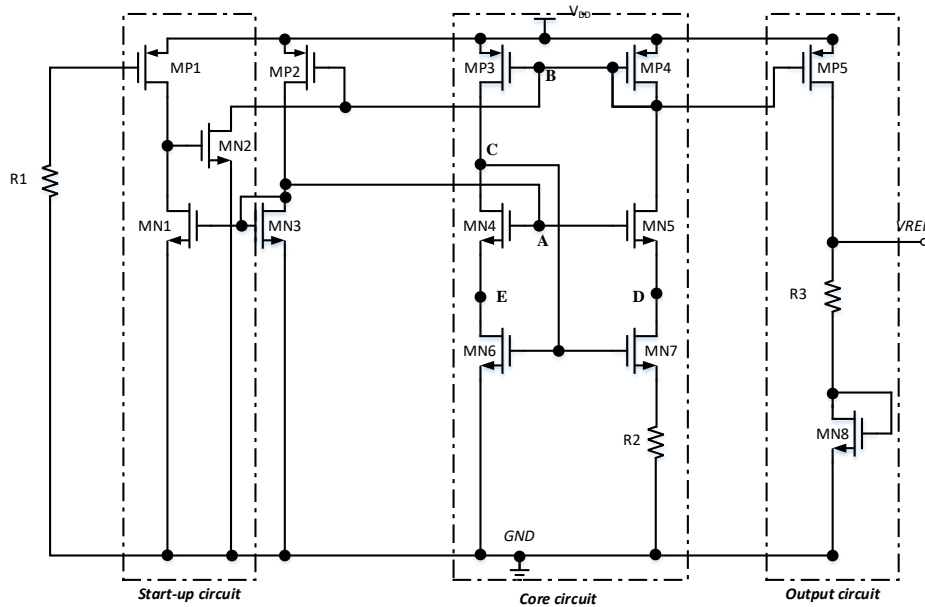 VDD
MP1
MP2
MP3
B
MP4
MP5
MN2
C
R1
MN1
MN3
MN4
A
MN5
VREF
E
D
R3
MN6
MN7
MN8
R2
GND
Start-up circuit
Core circuit
Output circuit